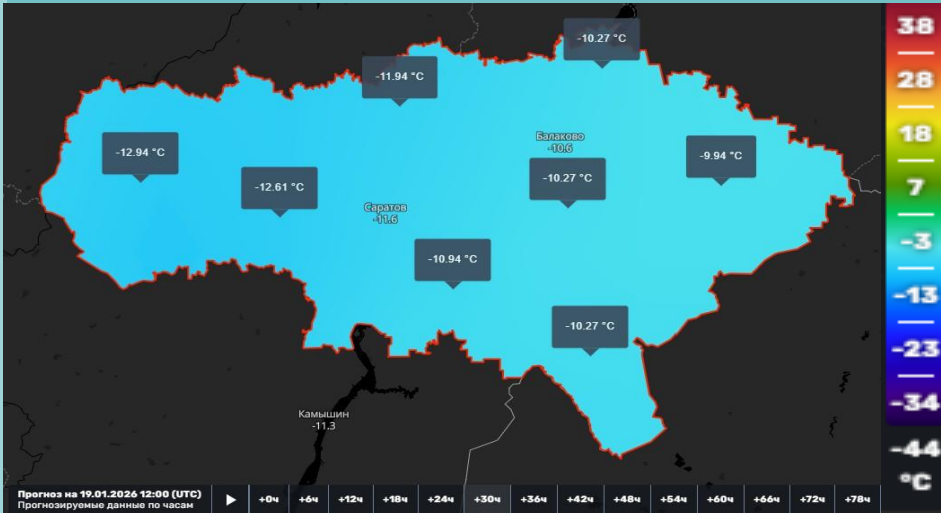 -10.27 °C
-11.94 °C
-12.94 °C
Балаково
-10.6
-9.94 °C
-12.61 °C
-10.27 °C
Саратов
-11.6
-10.94 °C
-10.27 °C
Камышин
-11.3
38
28
18
7
-3
-13
-23
-34
-44
°C
Прогноз на 19.01.2026 12:00 (UTC)
Прогнозируемые данные по часам
+0ч +6ч +12ч +18ч +24ч +30ч +36ч +42ч +48ч +54ч +60ч +66ч +72ч +78ч